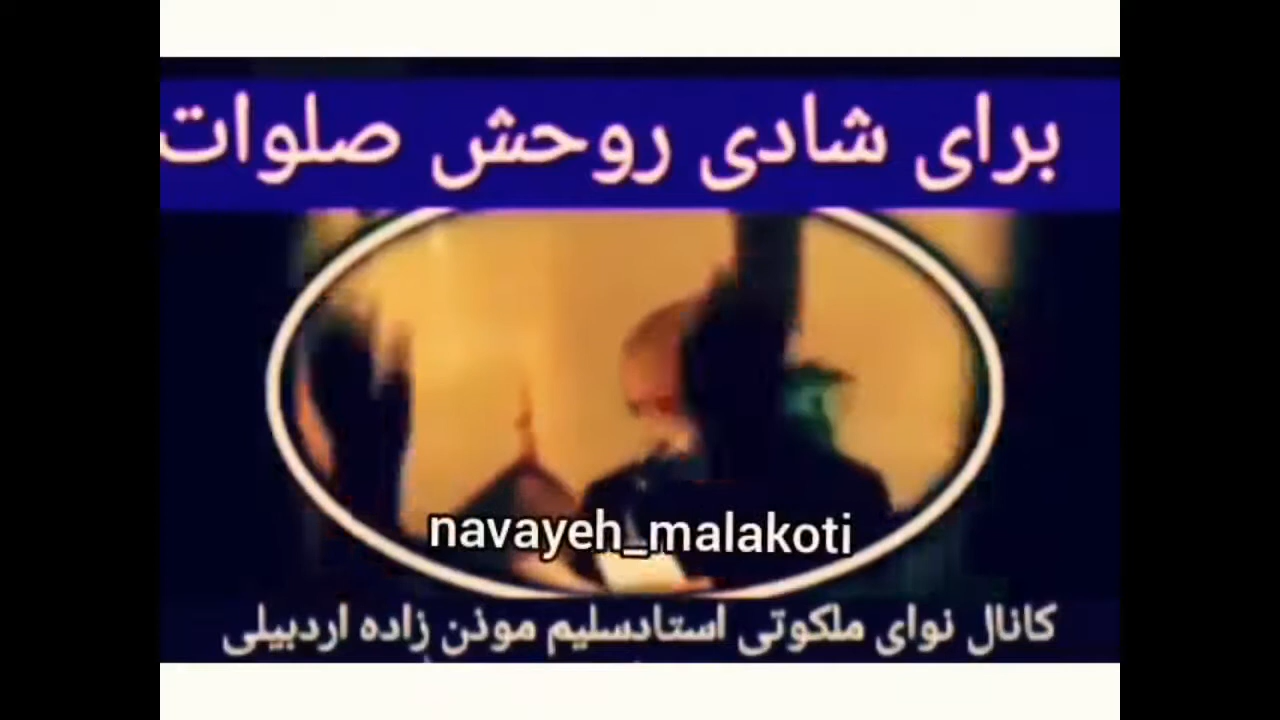 برای شادی روحش صلوات
navayeh_malakoti
کانال نوای ملکوتی استادسلیم موذن زاده اردبیلی